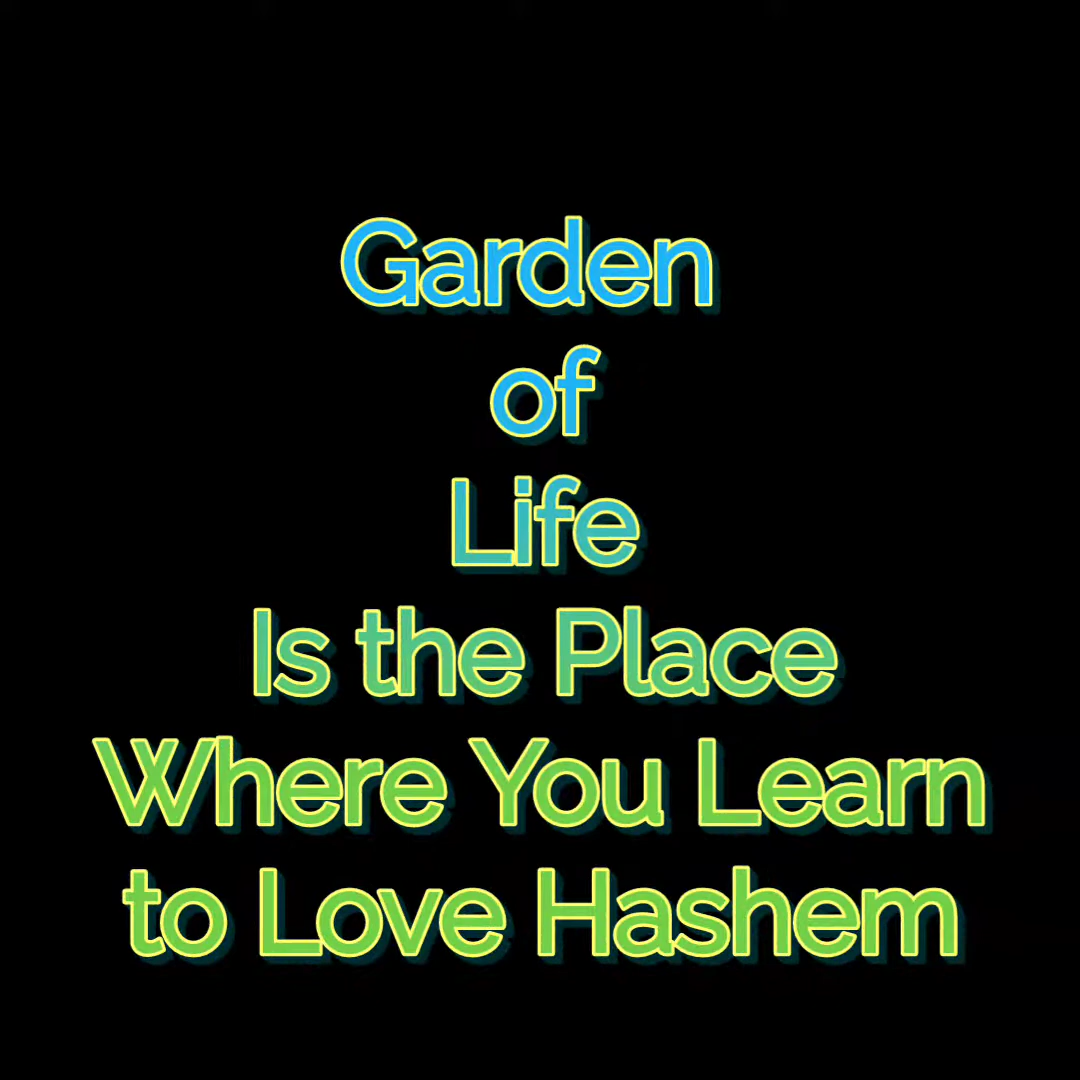 Garden
of
Life
Is the Place
Where You Learn
to Love Hashem